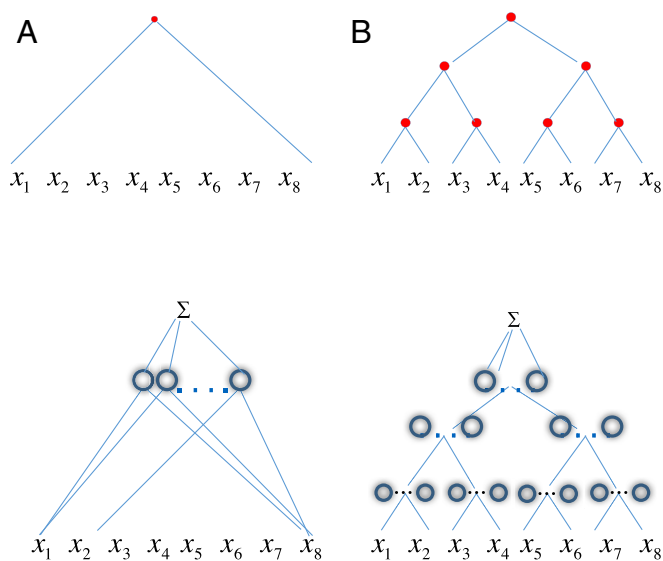 A
B
x₁ x₂ x₃ x₄ x₅ x₆ x₇ x₈
x₁ x₂ x₃ x₄ x₅ x₆ x₇ x₈
Σ
Σ
x₁ x₂ x₃ x₄ x₅ x₆ x₇ x₈
x₁ x₂ x₃ x₄ x₅ x₆ x₇ x₈